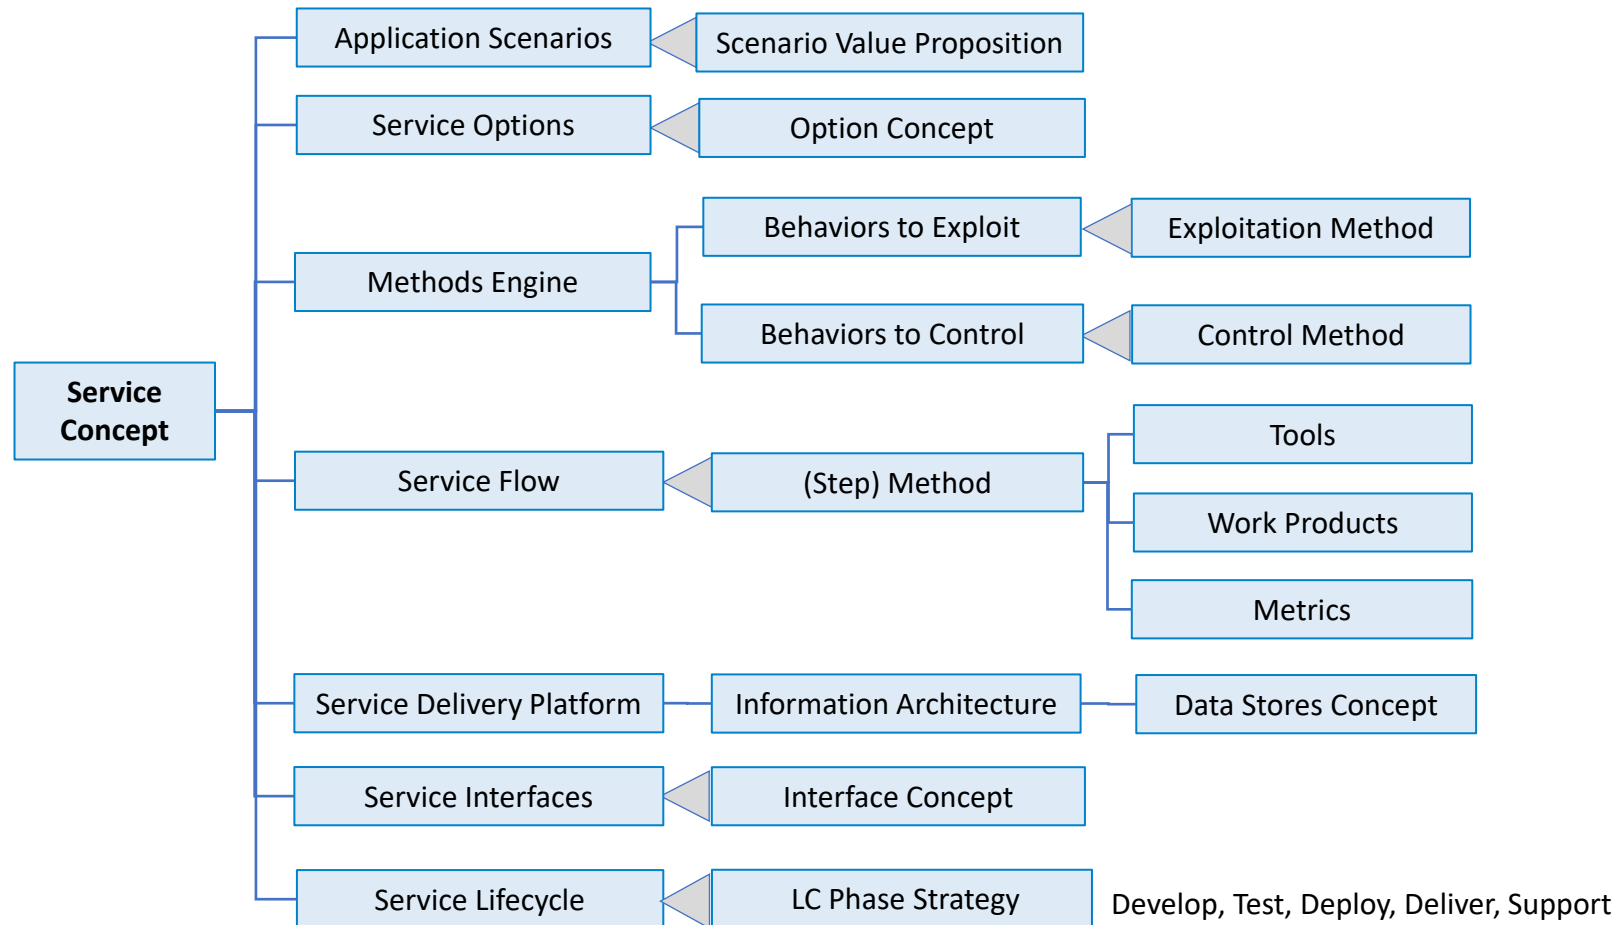 Application Scenarios
Scenario Value Proposition
Service Options
Option Concept
Behaviors to Exploit
Exploitation Method
Methods Engine
Behaviors to Control
Control Method
Service
Concept
Tools
Service Flow
(Step) Method
Work Products
Metrics
Service Delivery Platform
Information Architecture
Data Stores Concept
Service Interfaces
Interface Concept
Service Lifecycle
LC Phase Strategy
Develop, Test, Deploy, Deliver, Support